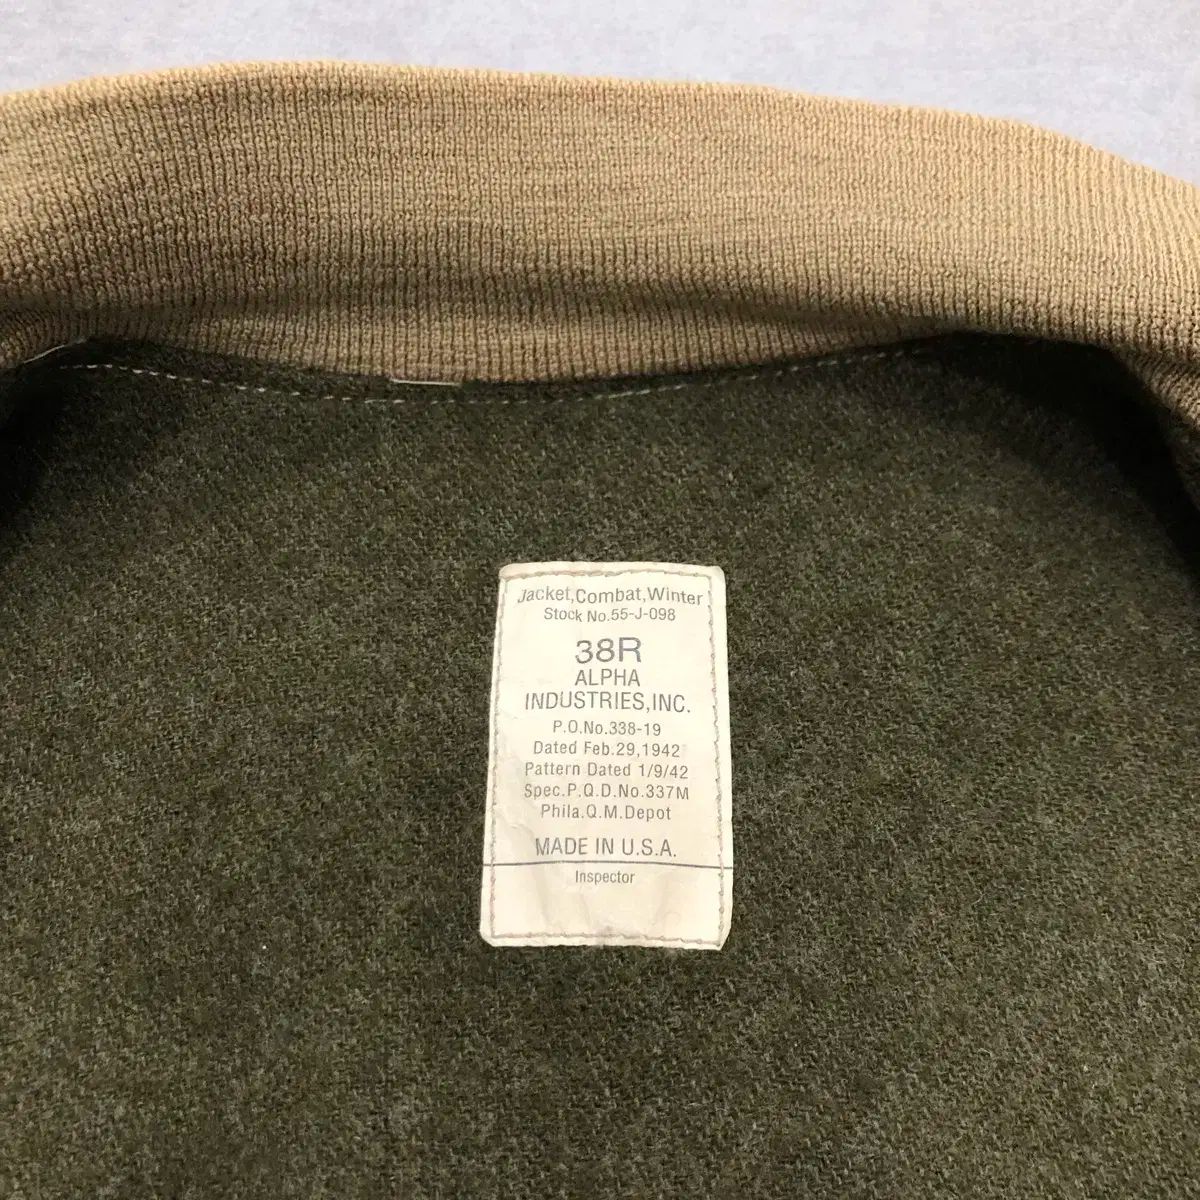 Jacket,Combat,Winter
Stock No.55-J-098
38R
ALPHA
INDUSTRIES,INC.
P.O.No.338-19
Dated Feb.29,1942
Pattern Dated 1/9/42
Spec.P.Q.D.No.337M
Phila.Q.M.Depot
MADE IN U.S.A.
Inspector